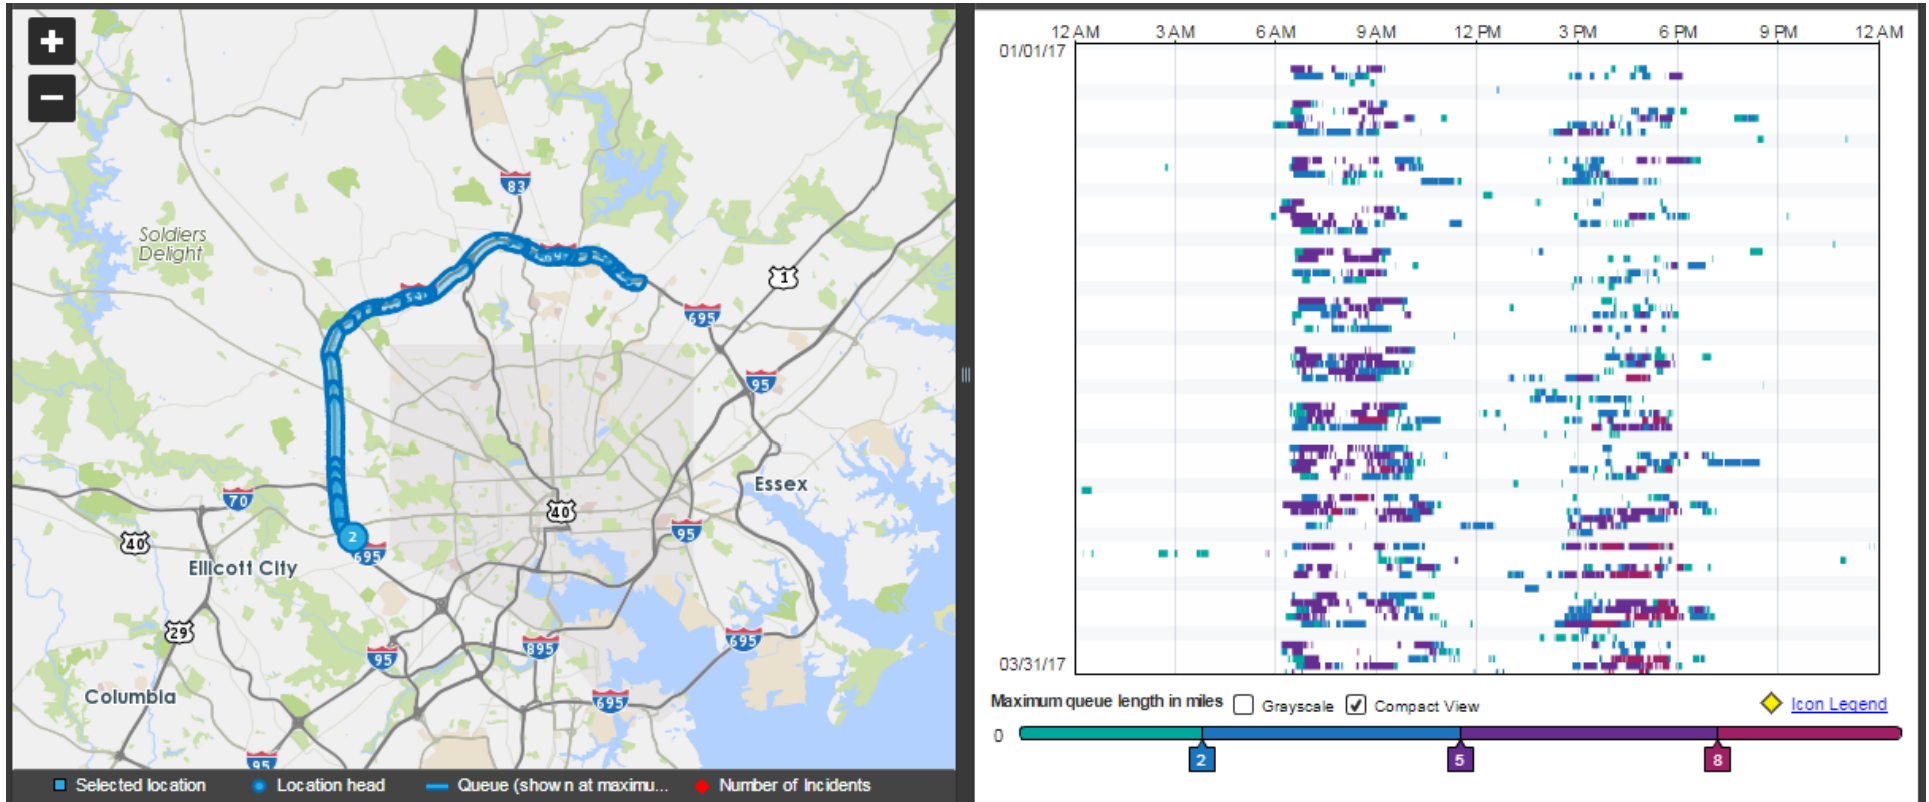 +
−
83
Soldiers
Delight
1
695
95
Essex
70
40
40
2
695
95
Ellicott City
29
95
895
695
695
Columbia
95
Selected location
Location head
Queue (shown at maximu...
Number of Incidents
12 AM 3 AM 6 AM 9 AM 12 PM 3 PM 6 PM 9 PM 12 AM
01/01/17
03/31/17
Maximum queue length in miles
Grayscale
Compact View
Icon Legend
0
2 5 8